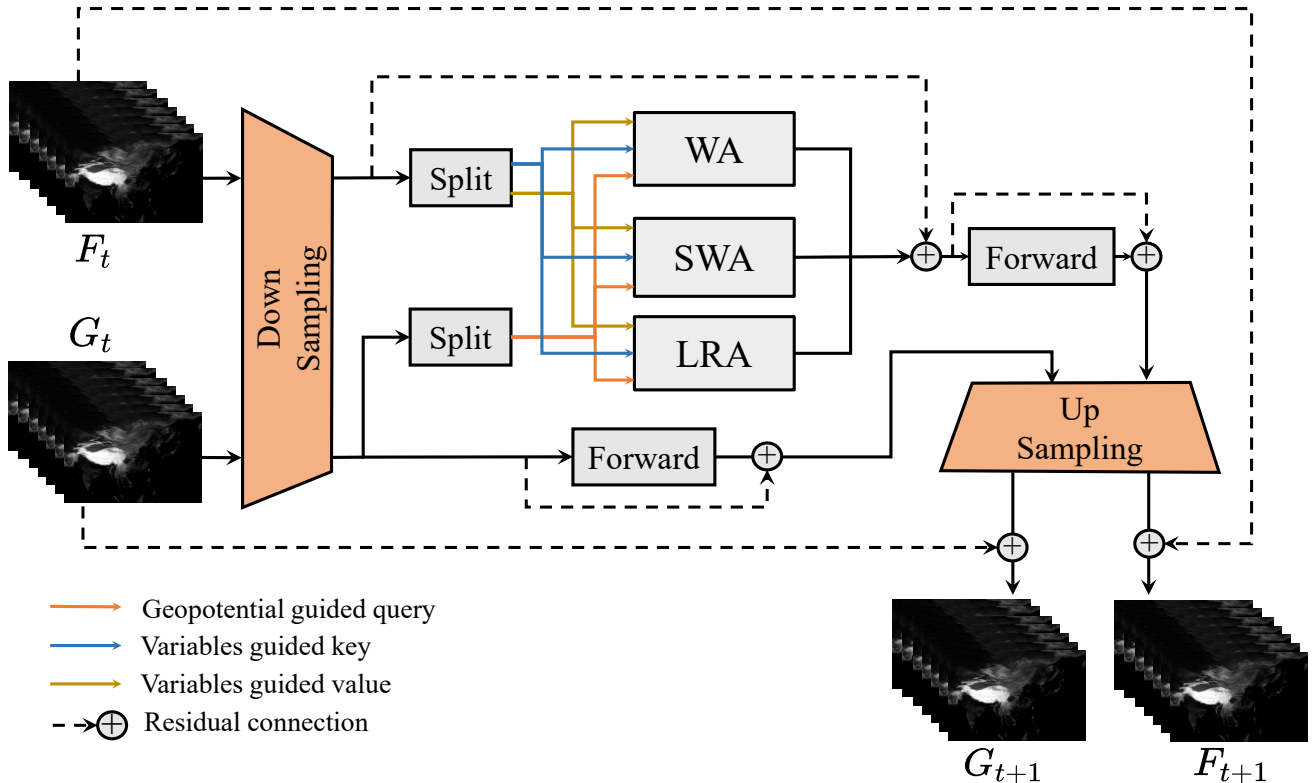 F_t
G_t
Down
Sampling
Split
Split
WA
SWA
LRA
+
Forward
+
Forward
+
Up
Sampling
+
+
Geopotential guided query
Variables guided key
Variables guided value
+ Residual connection
G_{t+1}
F_{t+1}